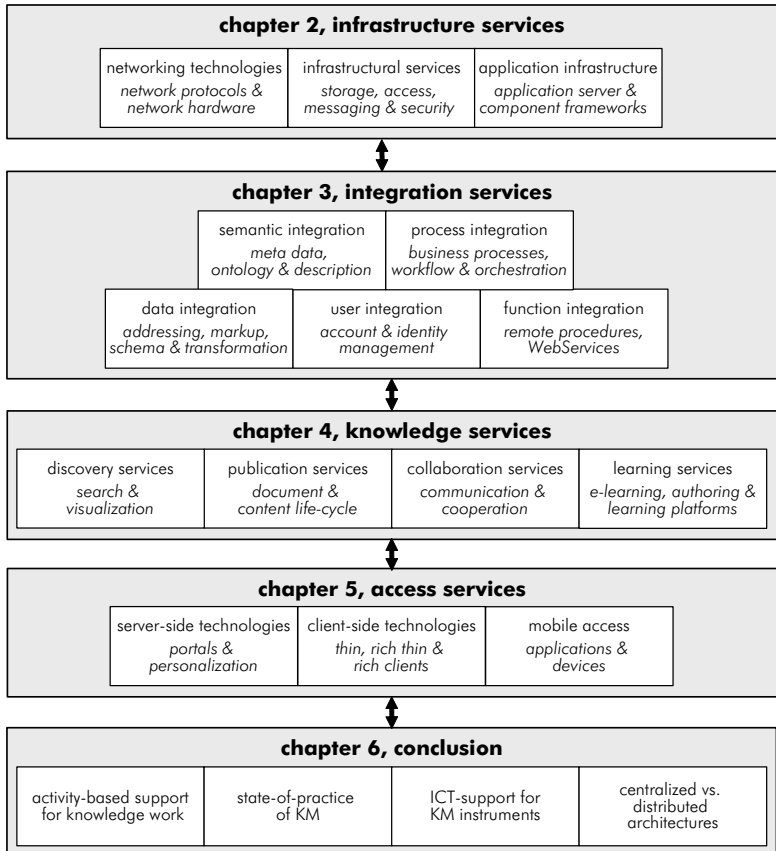 chapter 2, infrastructure services
networking technologies
network protocols &
network hardware
infrastructural services
storage, access,
messaging & security
application infrastructure
application server &
component frameworks
chapter 3, integration services
semantic integration
meta data,
ontology & description
process integration
business processes,
workflow & orchestration
data integration
addressing, markup,
schema & transformation
user integration
account & identity
management
function integration
remote procedures,
WebServices
chapter 4, knowledge services
discovery services
search &
visualization
publication services
document &
content life-cycle
collaboration services
communication &
cooperation
learning services
e-learning, authoring &
learning platforms
chapter 5, access services
server-side technologies
portals &
personalization
client-side technologies
thin, rich thin &
rich clients
mobile access
applications &
devices
chapter 6, conclusion
activity-based support
for knowledge work
state-of-practice
of KM
ICT-support for
KM instruments
centralized vs.
distributed
architectures